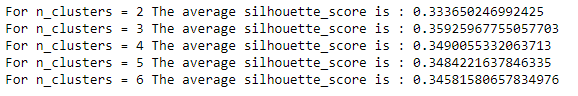 For n_clusters = 2 The average silhouette_score is : 0.333650246992425
For n_clusters = 3 The average silhouette_score is : 0.35925967755057703
For n_clusters = 4 The average silhouette_score is : 0.3490055332063713
For n_clusters = 5 The average silhouette_score is : 0.3484221637846335
For n_clusters = 6 The average silhouette_score is : 0.34581580657834976